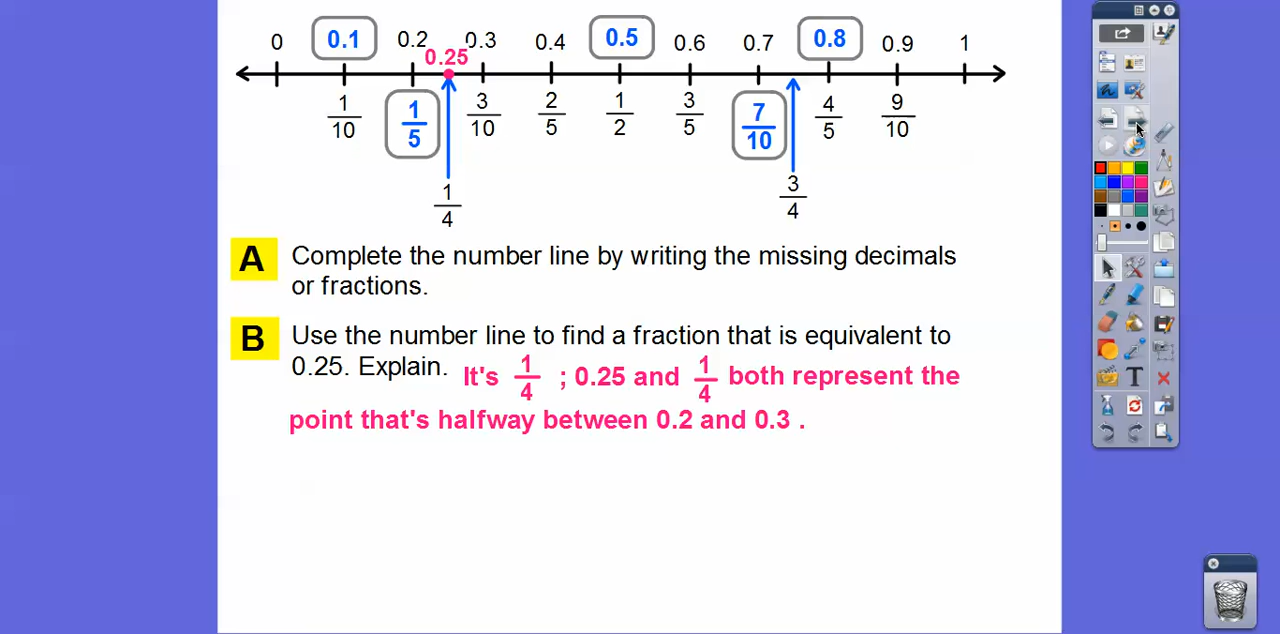 0 0.1 0.2 0.3 0.4 0.5 0.6 0.7 0.8 0.9 1
0.25
1/10 1/5 3/10 2/5 1/2 3/5 7/10 4/5 9/10
1/4 3/4
A Complete the number line by writing the missing decimals
or fractions.
B Use the number line to find a fraction that is equivalent to
0.25. Explain. It's 1/4 ; 0.25 and 1/4 both represent the
point that's halfway between 0.2 and 0.3 .
T